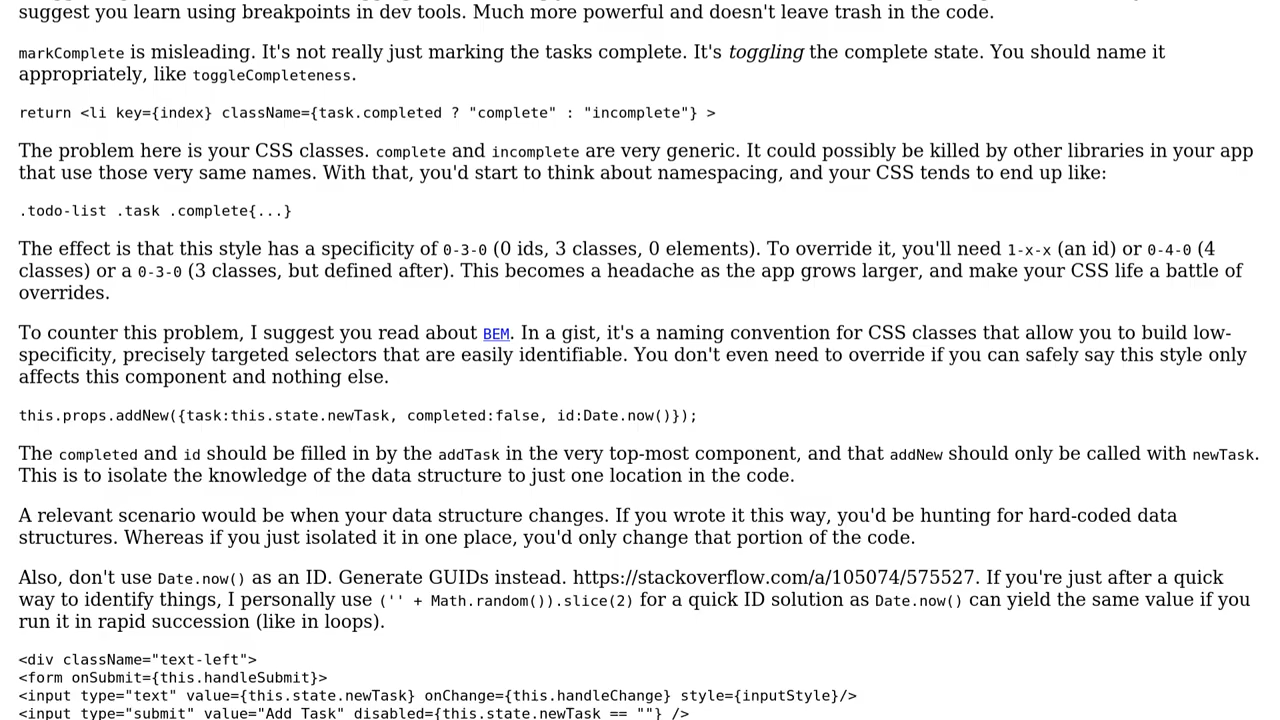 suggest you learn using breakpoints in dev tools. Much more powerful and doesn't leave trash in the code.
markComplete is misleading. It's not really just marking the tasks complete. It's toggling the complete state. You should name it
appropriately, like toggleCompleteness.
return <li key={index} className={task.completed ? "complete" : "incomplete"} >
The problem here is your CSS classes. complete and incomplete are very generic. It could possibly be killed by other libraries in your app
that use those very same names. With that, you'd start to think about namespacing, and your CSS tends to end up like:
.todo-list .task .complete{...}
The effect is that this style has a specificity of 0-3-0 (0 ids, 3 classes, 0 elements). To override it, you'll need 1-x-x (an id) or 0-4-0 (4
classes) or a 0-3-0 (3 classes, but defined after). This becomes a headache as the app grows larger, and make your CSS life a battle of
overrides.
To counter this problem, I suggest you read about BEM. In a gist, it's a naming convention for CSS classes that allow you to build low-
specificity, precisely targeted selectors that are easily identifiable. You don't even need to override if you can safely say this style only
affects this component and nothing else.
this.props.addNew({task:this.state.newTask, completed:false, id:Date.now()});
The completed and id should be filled in by the addTask in the very top-most component, and that addNew should only be called with newTask.
This is to isolate the knowledge of the data structure to just one location in the code.
A relevant scenario would be when your data structure changes. If you wrote it this way, you'd be hunting for hard-coded data
structures. Whereas if you just isolated it in one place, you'd only change that portion of the code.
Also, don't use Date.now() as an ID. Generate GUIDs instead. https://stackoverflow.com/a/105074/575527. If you're just after a quick
way to identify things, I personally use ('' + Math.random()).slice(2) for a quick ID solution as Date.now() can yield the same value if you
run it in rapid succession (like in loops).
<div className="text-left">
<form onSubmit={this.handleSubmit}>
<input type="text" value={this.state.newTask} onChange={this.handleChange} style={inputStyle}/>
<input type="submit" value="Add Task" disabled={this.state.newTask == ""} />